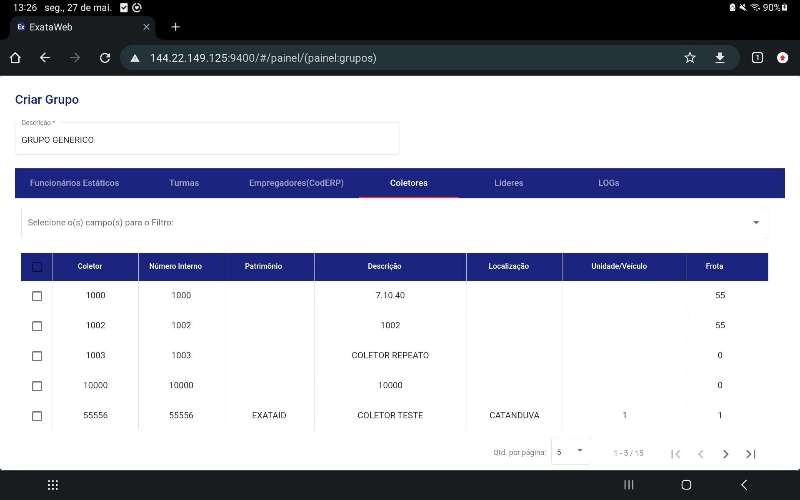 13:26 seg., 27 de mai. 90%
Ex ExataWeb
144.22.149.125:9400/#/painel/(painel:grupos) 1
Criar Grupo
Descrição *
GRUPO GENERICO
Funcionários Estáticos Turmas Empregadores(CodERP) Coletores Líderes LOGs
Selecione o(s) campo(s) para o Filtro:
Coletor Número Interno Patrimônio Descrição Localização Unidade/Veículo Frota
1000 1000 7.10.40 55
1002 1002 1002 55
1003 1003 COLETOR REPEATO 0
10000 10000 10000 0
55556 55556 EXATAID COLETOR TESTE CATANDUVA 1 1
Qtd. por página: 5 1 - 5 / 15